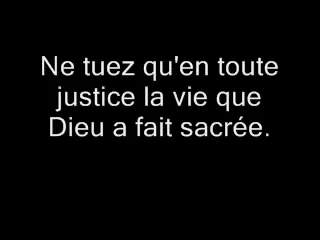 Ne tuez qu'en toute
justice la vie que
Dieu a fait sacrée.